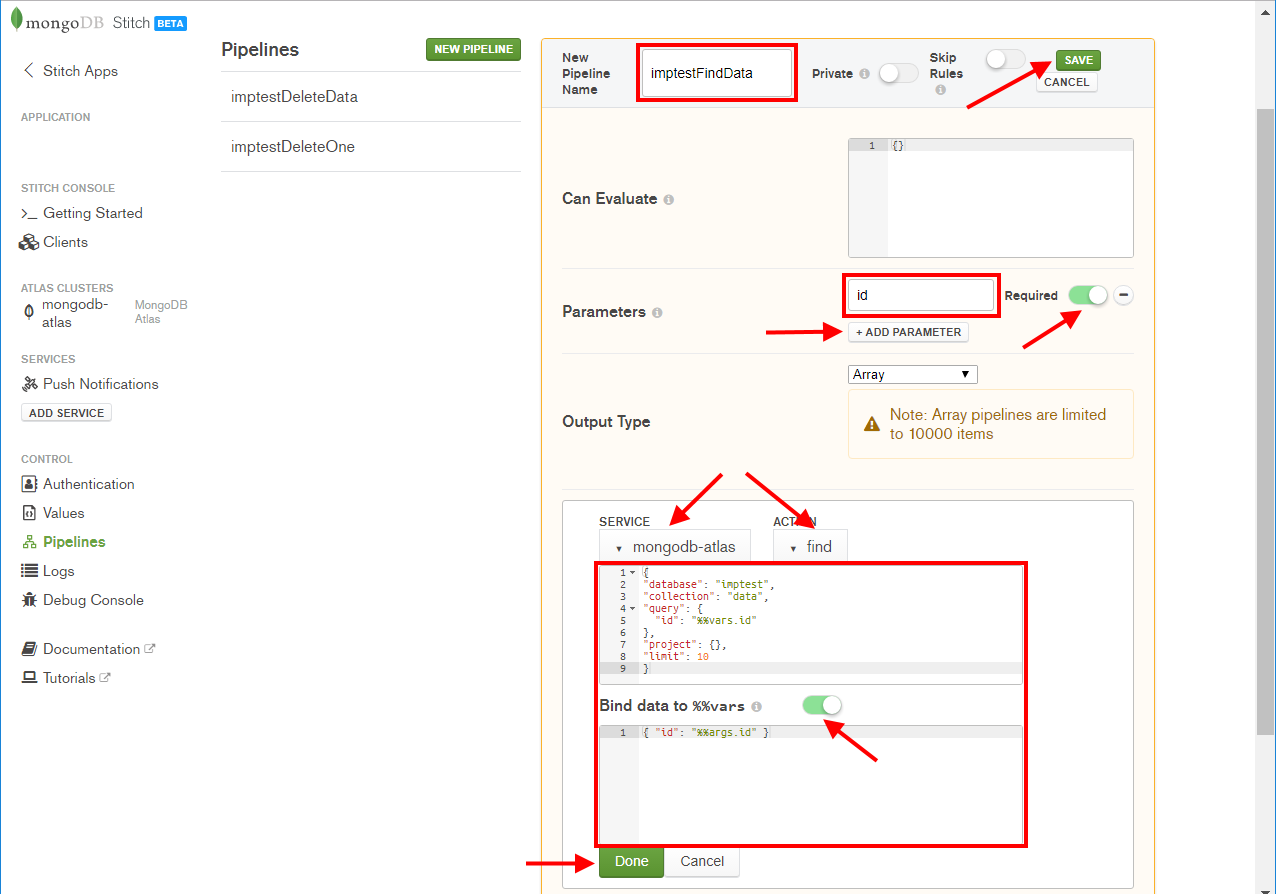 mongoDB Stitch BETA
Stitch Apps
APPLICATION
STITCH CONSOLE
>_ Getting Started
Clients
ATLAS CLUSTERS
mongodb-
atlas
MongoDB
Atlas
SERVICES
Push Notifications
ADD SERVICE
CONTROL
Authentication
Values
Pipelines
Logs
Debug Console
Documentation
Tutorials
Pipelines
NEW PIPELINE
imptestDeleteData
imptestDeleteOne
New
Pipeline
Name
imptestFindData
Private
Skip
Rules
SAVE
CANCEL
Can Evaluate
1 {}
Parameters
id
Required
+ ADD PARAMETER
Output Type
Array
Note: Array pipelines are limited
to 10000 items
SERVICE
mongodb-atlas
ACTION
find
1 {
2 "database": "imptest",
3 "collection": "data",
4 "query": {
5 "id": "%%vars.id"
6 },
7 "project": {},
8 "limit": 10
9 }
Bind data to %%vars
1 { "id": "%%args.id" }
Done
Cancel